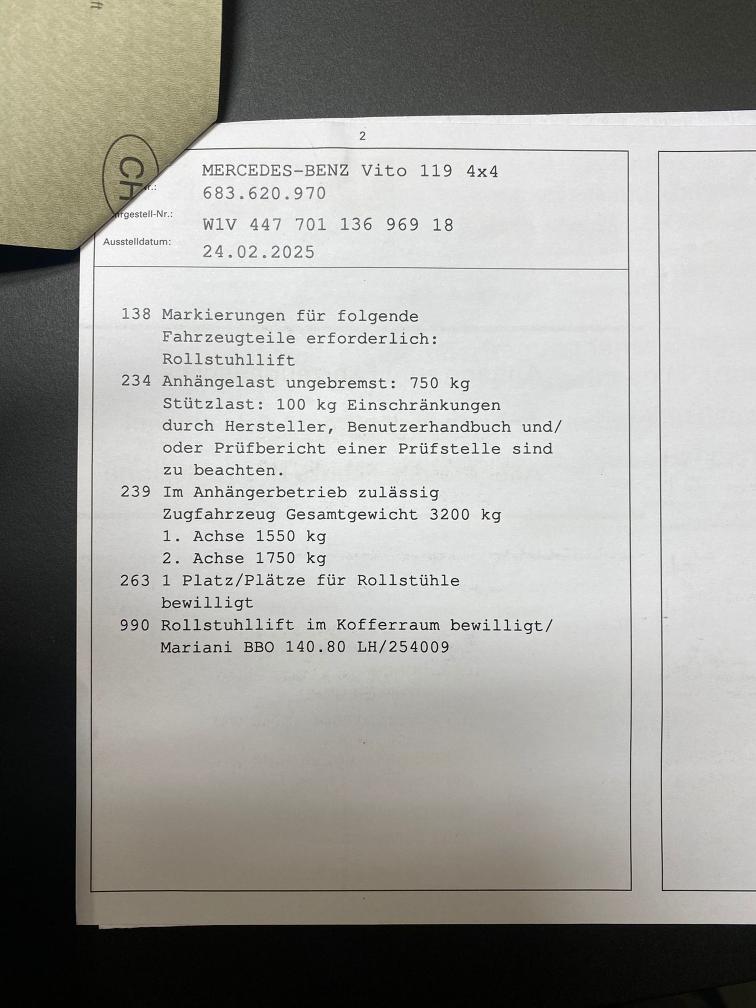 ft
CH
2
MERCEDES-BENZ Vito 119 4x4
683.620.970
rgestell-Nr.: W1V 447 701 136 969 18
Ausstelldatum: 24.02.2025
138 Markierungen für folgende
Fahrzeugteile erforderlich:
Rollstuhllift
234 Anhängelast ungebremst: 750 kg
Stützlast: 100 kg Einschränkungen
durch Hersteller, Benutzerhandbuch und/
oder Prüfbericht einer Prüfstelle sind
zu beachten.
239 Im Anhängerbetrieb zulässig
Zugfahrzeug Gesamtgewicht 3200 kg
1. Achse 1550 kg
2. Achse 1750 kg
263 1 Platz/Plätze für Rollstühle
bewilligt
990 Rollstuhllift im Kofferraum bewilligt/
Mariani BBO 140.80 LH/254009